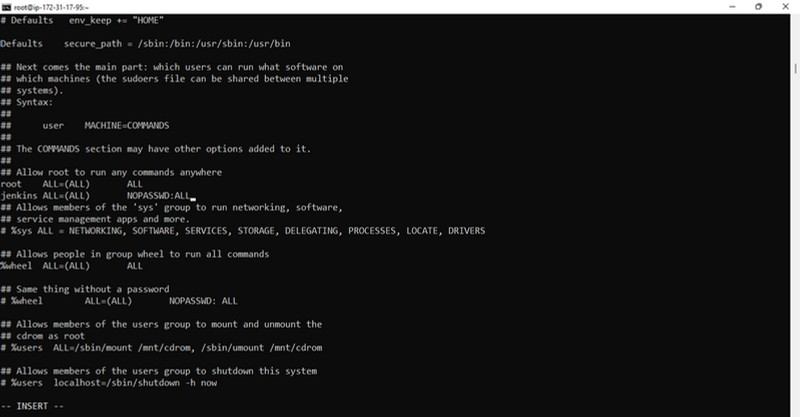 root@ip-172-31-17-95:~
# Defaults   env_keep += "HOME"
Defaults    secure_path = /sbin:/bin:/usr/sbin:/usr/bin
## Next comes the main part: which users can run what software on
## which machines (the sudoers file can be shared between multiple
## systems).
## Syntax:
##
##      user    MACHINE=COMMANDS
##
## The COMMANDS section may have other options added to it.
##
## Allow root to run any commands anywhere
root    ALL=(ALL)       ALL
jenkins ALL=(ALL)       NOPASSWD:ALL
## Allows members of the 'sys' group to run networking, software,
## service management apps and more.
# %sys ALL = NETWORKING, SOFTWARE, SERVICES, STORAGE, DELEGATING, PROCESSES, LOCATE, DRIVERS
## Allows people in group wheel to run all commands
%wheel  ALL=(ALL)       ALL
## Same thing without a password
# %wheel        ALL=(ALL)       NOPASSWD: ALL
## Allows members of the users group to mount and unmount the
## cdrom as root
# %users  ALL=/sbin/mount /mnt/cdrom, /sbin/umount /mnt/cdrom
## Allows members of the users group to shutdown this system
# %users  localhost=/sbin/shutdown -h now
-- INSERT --